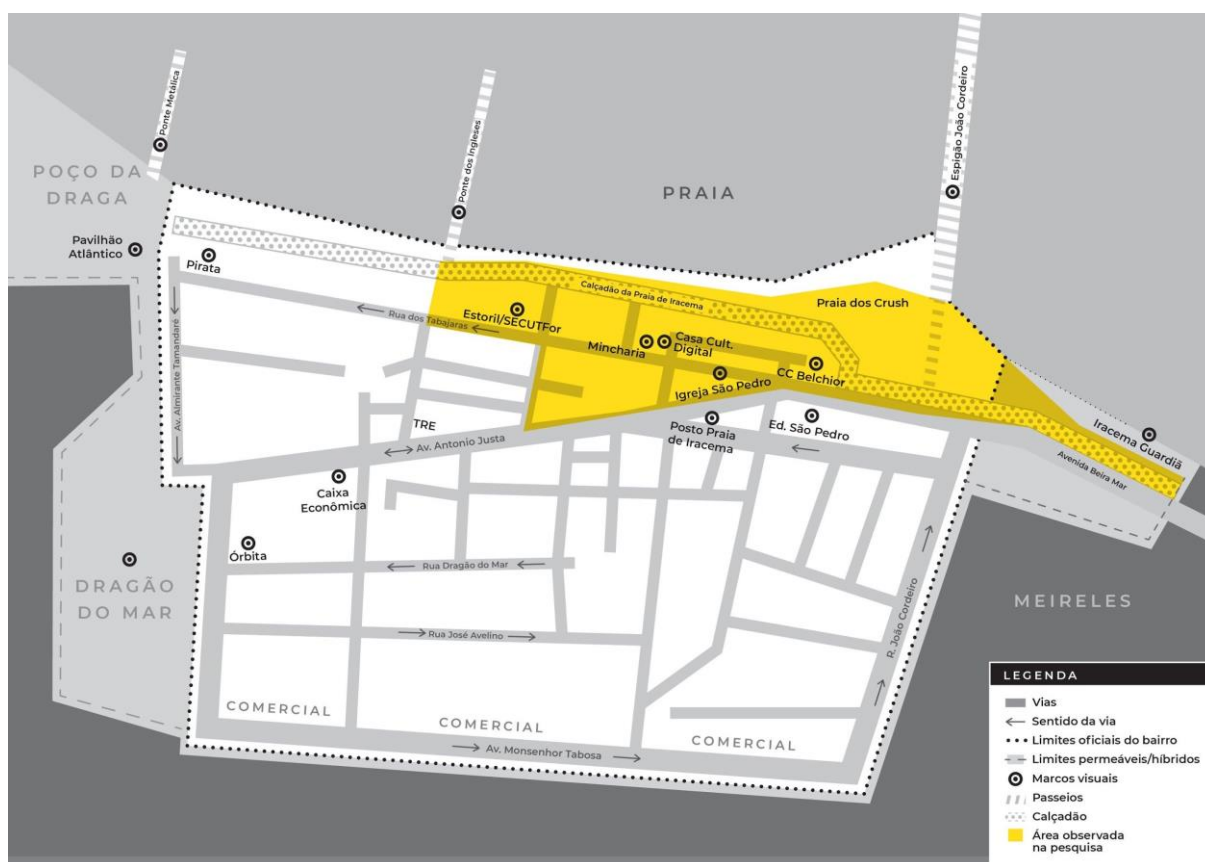 Ponte Metálica
Ponte dos Ingleses
Espigão João Cordeiro
POÇO DA
DRAGA
PRAIA
Pavilhão
Atlântico
Pirata
Calçadão da Praia de Iracema
Praia dos Crush
Estoril/SECUTFor
Rua dos Tabajaras
Mincharia
Casa Cult.
Digital
CC Belchior
Igreja São Pedro
Av. Almirante Tamandaré
TRE
Av. Antonio Justa
Posto Praia
de Iracema
Ed. São Pedro
Iracema Guardiã
Avenida Beira Mar
Caixa
Econômica
Órbita
Rua Dragão do Mar
DRAGÃO
DO MAR
MEIRELES
R. João Cordeiro
Rua José Avelino
COMERCIAL
COMERCIAL
COMERCIAL
Av. Monsenhor Tabosa
LEGENDA
Vias
Sentido da via
Limites oficiais do bairro
Limites permeáveis/híbridos
Marcos visuais
Passeios
Calçadão
Área observada
na pesquisa